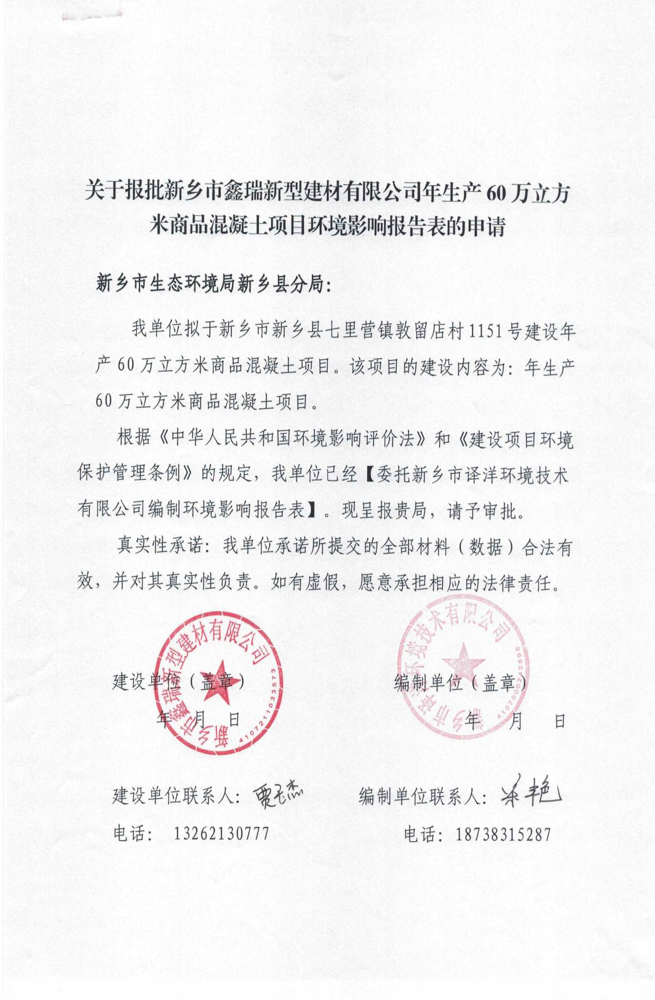 关于报批新乡市鑫瑞新型建材有限公司年生产 60 万立方
米商品混凝土项目环境影响报告表的申请
新乡市生态环境局新乡县分局：
我单位拟于新乡市新乡县七里营镇敦留店村 1151 号建设年
产 60 万立方米商品混凝土项目。该项目的建设内容为：年生产
60 万立方米商品混凝土项目。
根据《中华人民共和国环境影响评价法》和《建设项目环境
保护管理条例》的规定，我单位已经【委托新乡市译洋环境技术
有限公司编制环境影响报告表】。现呈报贵局，请予审批。
真实性承诺：我单位承诺所提交的全部材料（数据）合法有
效，并对其真实性负责。如有虚假，愿意承担相应的法律责任。
新乡市鑫瑞新型建材有限公司
4107211033573
新乡市译洋环境技术有限公司
4107000242696
建设单位（盖章） 编制单位（盖章）
年 月 日 年 月 日
建设单位联系人： 编制单位联系人：
电话： 13262130777 电话：18738315287